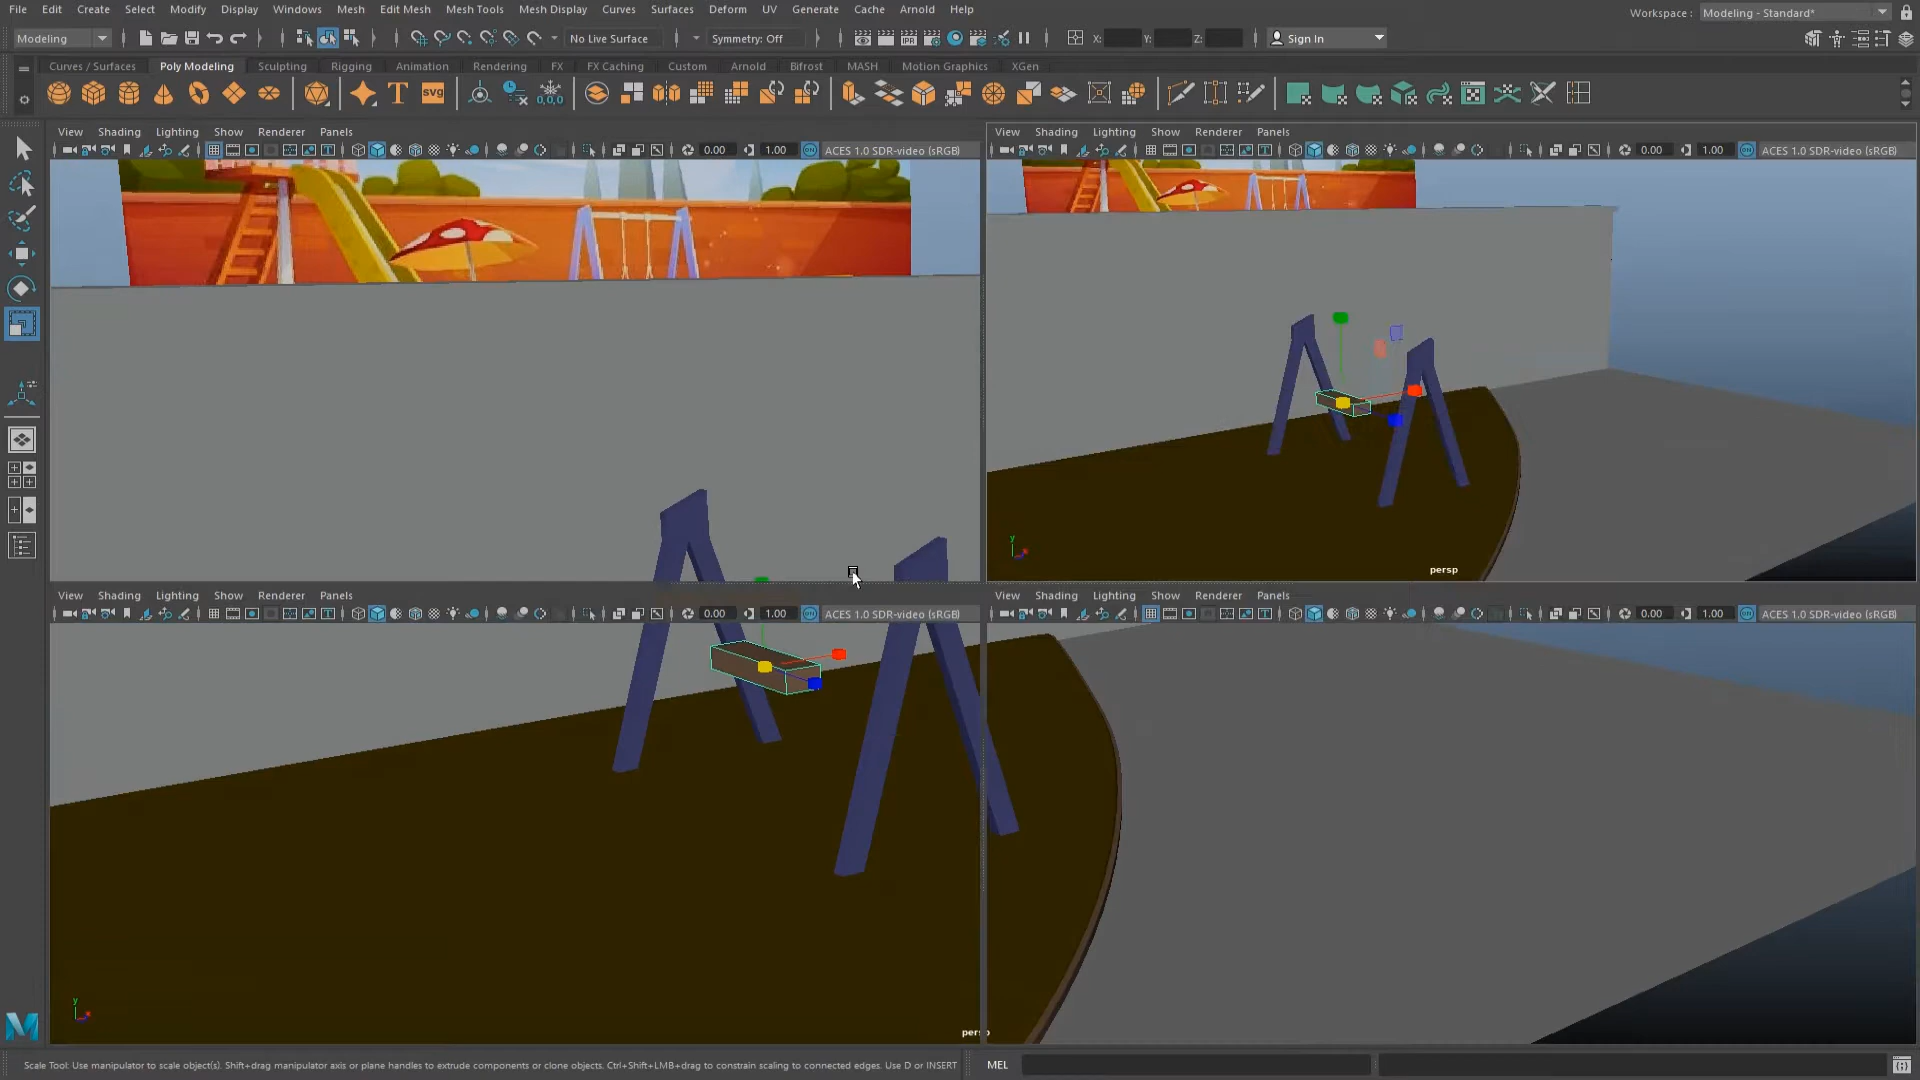 File Edit Create Select Modify Display Windows Mesh Edit Mesh Mesh Tools Mesh Display Curves Surfaces Deform UV Generate Cache Arnold Help
Workspace : Modeling - Standard*
Modeling No Live Surface Symmetry: Off X: Y: Z: Sign In
Curves / Surfaces Poly Modeling Sculpting Rigging Animation Rendering FX FX Caching Custom Arnold Bifrost MASH Motion Graphics XGen
T svg 0,0,0
View Shading Lighting Show Renderer Panels
0.00 1.00 ACES 1.0 SDR-video (sRGB)
View Shading Lighting Show Renderer Panels
0.00 1.00 ACES 1.0 SDR-video (sRGB)
y
persp
View Shading Lighting Show Renderer Panels
0.00 1.00 ACES 1.0 SDR-video (sRGB)
View Shading Lighting Show Renderer Panels
0.00 1.00 ACES 1.0 SDR-video (sRGB)
y
Scale Tool: Use manipulator to scale object(s). Shift+drag manipulator axis or plane handles to extrude components or clone objects. Ctrl+Shift+LMB+drag to constrain scaling to connected edges. Use D or INSERT
MEL